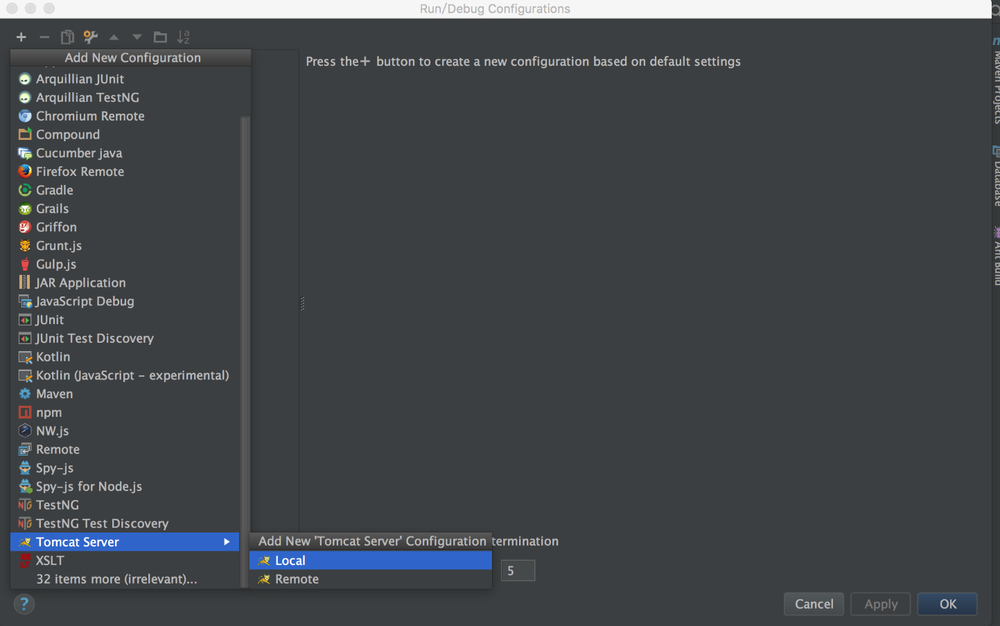 Run/Debug Configurations
Add New Configuration
Press the + button to create a new configuration based on default settings
Arquillian JUnit
Arquillian TestNG
Chromium Remote
Compound
Cucumber java
Firefox Remote
Gradle
Grails
Griffon
Grunt.js
Gulp.js
JAR Application
JavaScript Debug
JUnit
JUnit Test Discovery
Kotlin
Kotlin (JavaScript - experimental)
Maven
npm
NW.js
Remote
Spy-js
Spy-js for Node.js
TestNG
TestNG Test Discovery
Tomcat Server
XSLT
32 items more (irrelevant)...
Add New 'Tomcat Server' Configuration
termination
Local
Remote
5
?
Cancel
Apply
OK
Maven Projects
Database
Ant Build